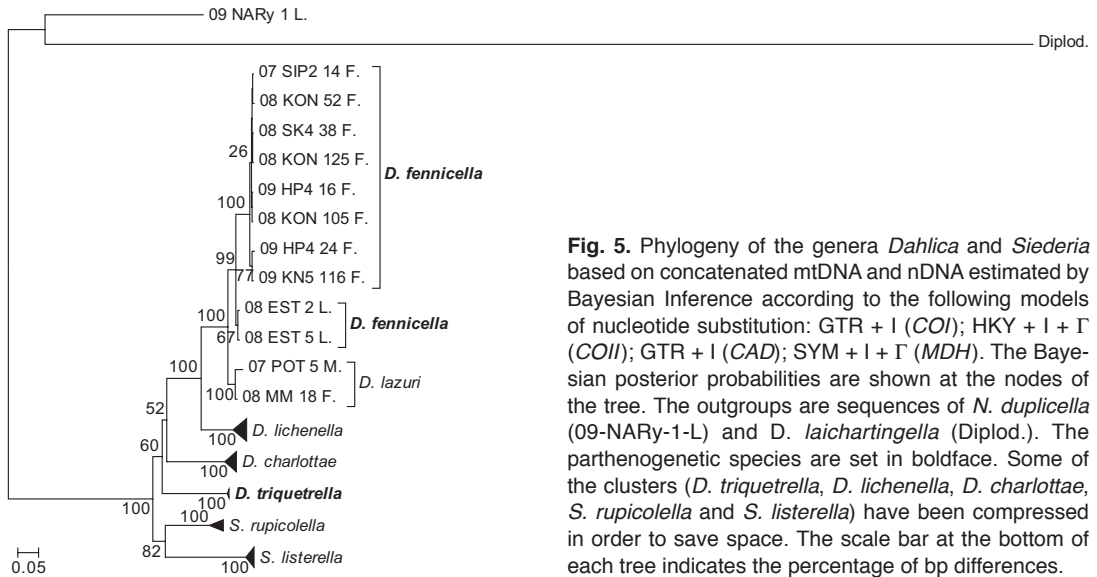 09 NARy 1 L.
Diplod.
07 SIP2 14 F.
08 KON 52 F.
08 SK4 38 F.
26
08 KON 125 F.
D. fennicella
09 HP4 16 F.
100
08 KON 105 F.
09 HP4 24 F.
99
77
09 KN5 116 F.
08 EST 2 L.
100
D. fennicella
67
08 EST 5 L.
07 POT 5 M.
100
D. lazuri
100
08 MM 18 F.
52
D. lichenella
100
60
D. charlottae
100
D. triquetrella
100
100
100
S. rupicolella
82
S. listerella
100
0.05
Fig. 5. Phylogeny of the genera Dahlica and Siederia
based on concatenated mtDNA and nDNA estimated by
Bayesian Inference according to the following models
of nucleotide substitution: GTR + I (COI); HKY + I + Γ
(COII); GTR + I (CAD); SYM + I + Γ (MDH). The Baye-
sian posterior probabilities are shown at the nodes of
the tree. The outgroups are sequences of N. duplicella
(09-NARy-1-L) and D. laichartingella (Diplod.). The
parthenogenetic species are set in boldface. Some of
the clusters (D. triquetrella, D. lichenella, D. charlottae,
S. rupicolella and S. listerella) have been compressed
in order to save space. The scale bar at the bottom of
each tree indicates the percentage of bp differences.